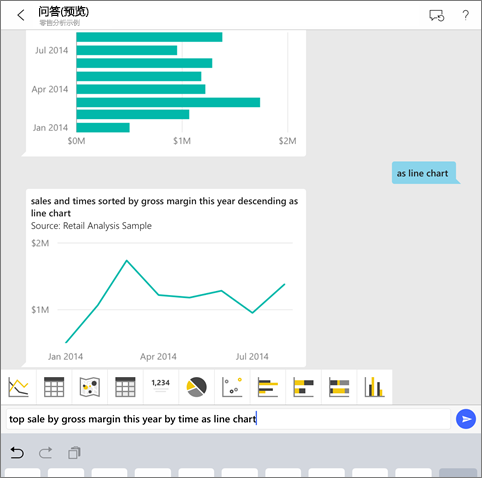 问答(预览)
零售分析示例
?
Jul 2014
Apr 2014
Jan 2014
$0M $1M $2M
as line chart
sales and times sorted by gross margin this year descending as
line chart
Source: Retail Analysis Sample
$2M
$1M
Jan 2014 Apr 2014 Jul 2014
1,234
top sale by gross margin this year by time as line chart